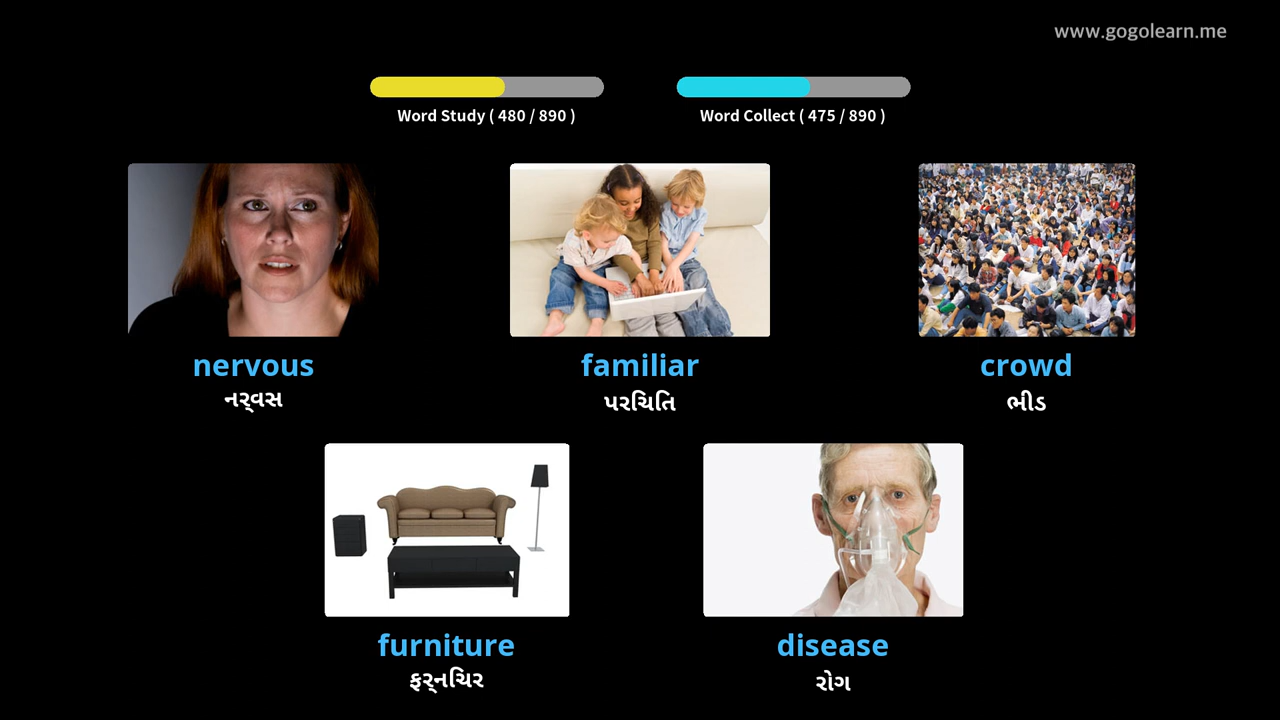 www.gogolearn.me
Word Study ( 480 / 890 )
Word Collect ( 475 / 890 )
nervous
નર્વસ
familiar
પરિચિતિ
crowd
ભીડ
furniture
ફર્નિચર
disease
રોગ